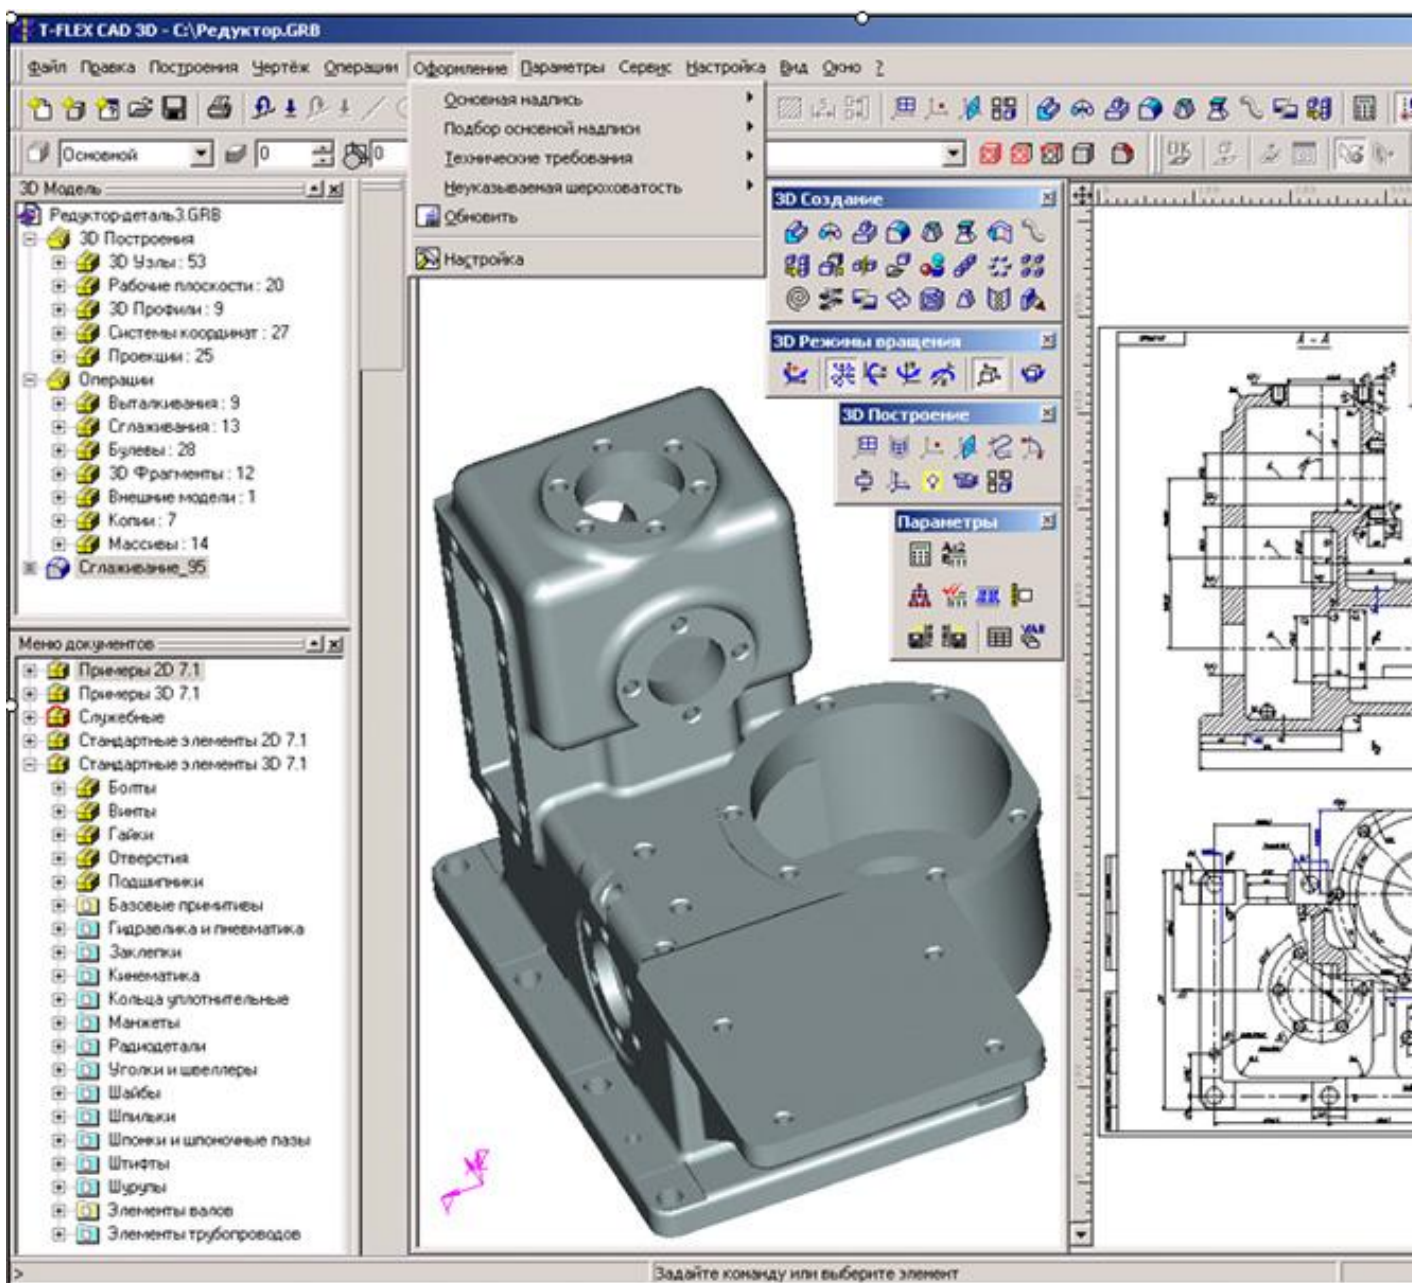 T-FLEX CAD 3D - C:\Редуктор.GRB
Файл Правка Построения Чертёж Операции Оформление Параметры Сервис Настройка Вид Окно ?
Основная надпись
Подбор основной надписи
Технические требования
Неуказываемая шероховатость
Обновить
Настройка
Основной 0 0
3D Модель
Редуктор-деталь3.GRB
3D Построения
3D Узлы : 53
Рабочие плоскости : 20
3D Профили : 9
Системы координат : 27
Проекции : 25
Операции
Выталкивания : 9
Сглаживания : 13
Булевы : 28
3D Фрагменты : 12
Внешние модели : 1
Копии : 7
Массивы : 14
Сглаживание_95
Меню документов
Примеры 2D 7.1
Примеры 3D 7.1
Служебные
Стандартные элементы 2D 7.1
Стандартные элементы 3D 7.1
Болты
Винты
Гайки
Отверстия
Подшипники
Базовые примитивы
Гидравлика и пневматика
Заклепки
Кинематика
Кольца уплотнительные
Манжеты
Радиодетали
Уголки и швеллеры
Шайбы
Шпильки
Шпонки и шпоночные пазы
Штифты
Шурупы
Элементы валов
Элементы трубопроводов
3D Создание
3D Режимы вращения
3D Построение
Параметры
VAR
А - А
>
Задайте команду или выберите элемент